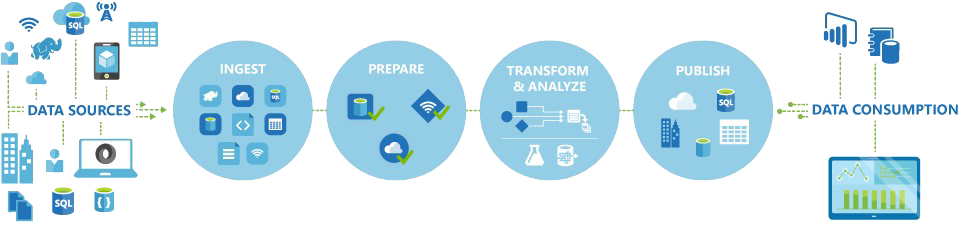 SQL
DATA SOURCES
SQL
{ }
INGEST
SQL
< >
PREPARE
TRANSFORM
& ANALYZE
PUBLISH
SQL
DATA CONSUMPTION